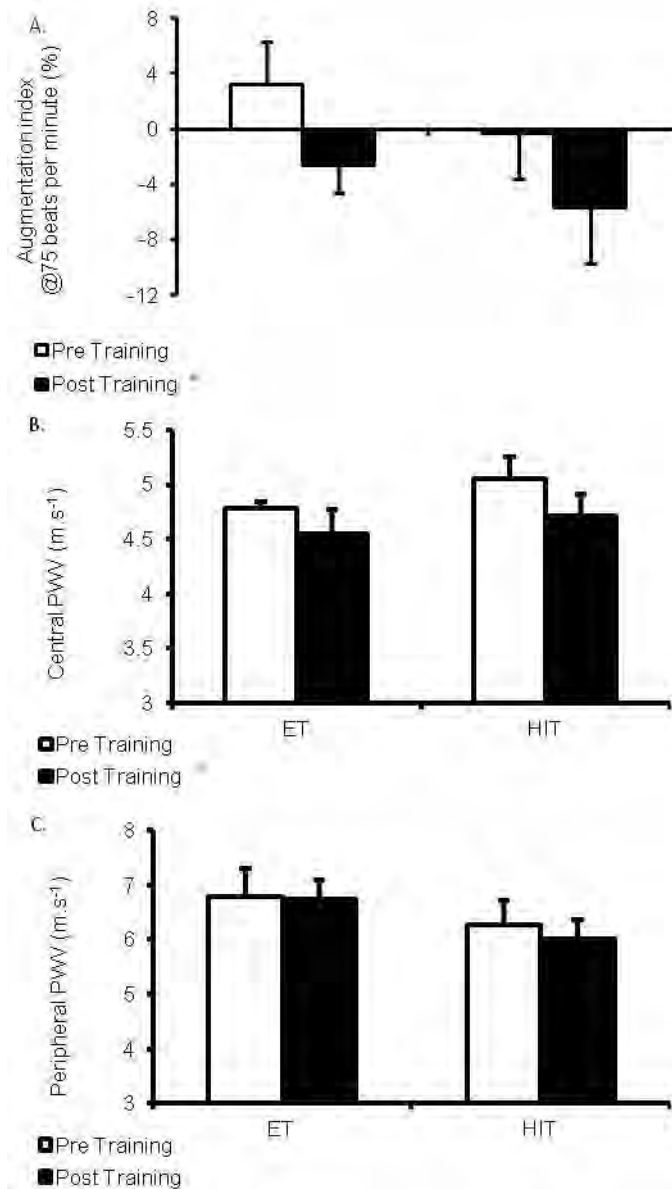 A.
Augmentation index
@75 beats per minute (%)
8
4
0
-4
-8
-12
Pre Training
Post Training *
B.
Central PWV (m.s-1)
5.5
5
4.5
4
3.5
3
ET HIT
Pre Training
Post Training *
C.
Peripheral PWV (m.s-1)
8
7
6
5
4
3
ET HIT
Pre Training
Post Training